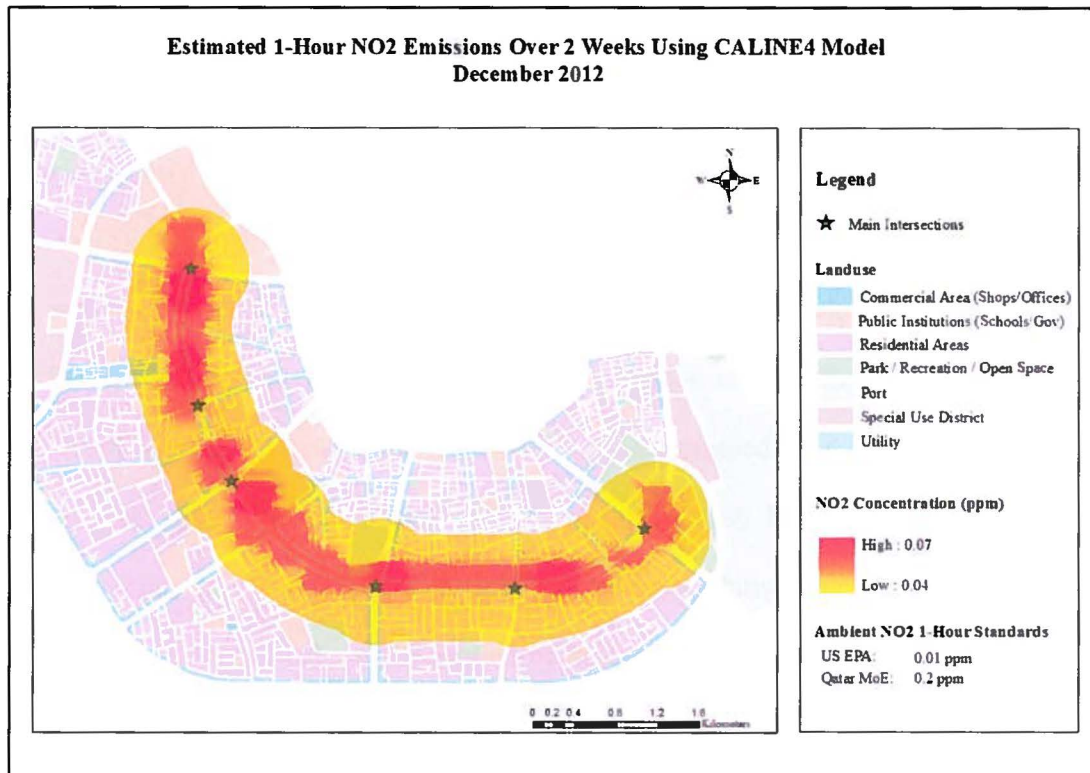 Estimated 1-Hour NO2 Emissions Over 2 Weeks Using CALINE4 Model
December 2012
N
W E
S
0 0.2 0.4 0.8 1.2 1.6
Kilometers
Legend
Main Intersections
Landuse
Commercial Area (Shops/Offices)
Public Institutions (Schools/Gov)
Residential Areas
Park / Recreation / Open Space
Port
Special Use District
Utility
NO2 Concentration (ppm)
High : 0.07
Low : 0.04
Ambient NO2 1-Hour Standards
US EPA: 0.01 ppm
Qatar MoE: 0.2 ppm